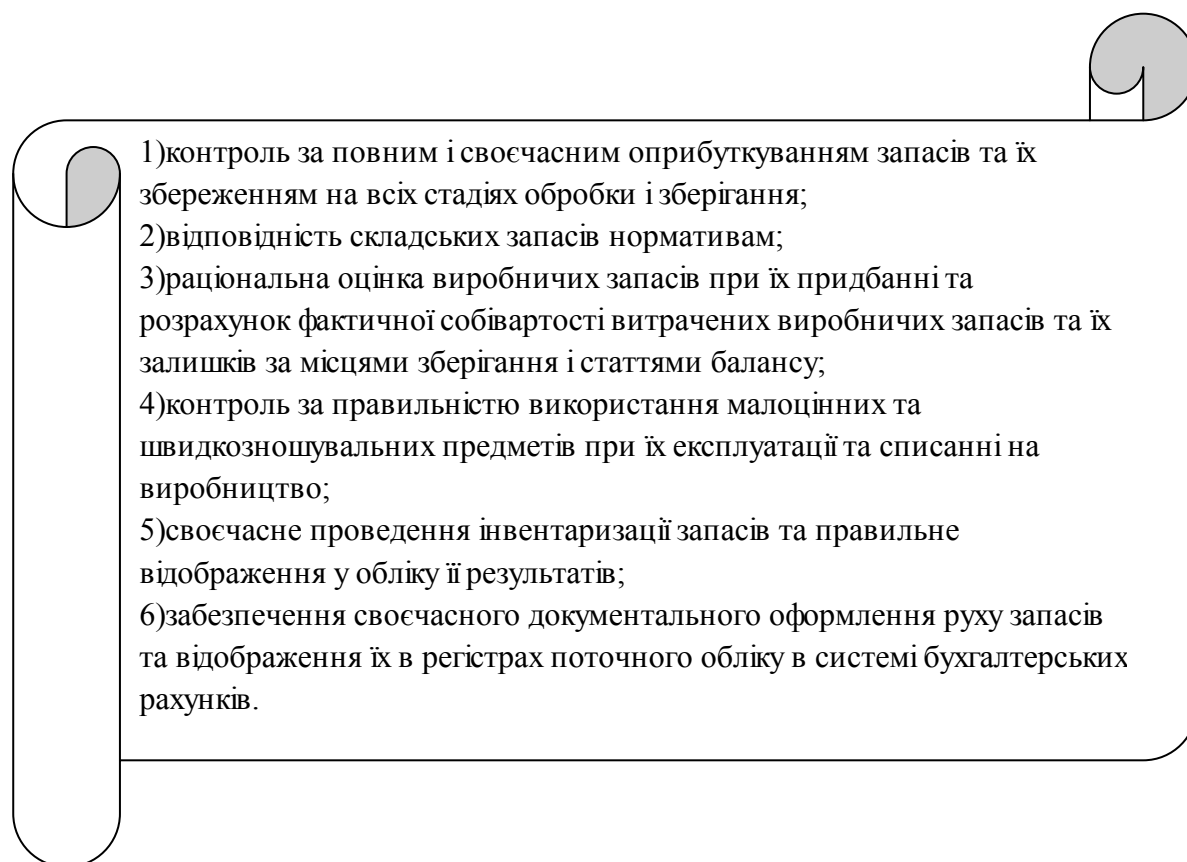 1)контроль за повним і своєчасним оприбуткуванням запасів та їх
збереженням на всіх стадіях обробки і зберігання;
2)відповідність складських запасів нормативам;
3)раціональна оцінка виробничих запасів при їх придбанні та
розрахунок фактичної собівартості витрачених виробничих запасів та їх
залишків за місцями зберігання і статтями балансу;
4)контроль за правильністю використання малоцінних та
швидкозношувальних предметів при їх експлуатації та списанні на
виробництво;
5)своєчасне проведення інвентаризації запасів та правильне
відображення у обліку її результатів;
6)забезпечення своєчасного документального оформлення руху запасів
та відображення їх в регістрах поточного обліку в системі бухгалтерських
рахунків.